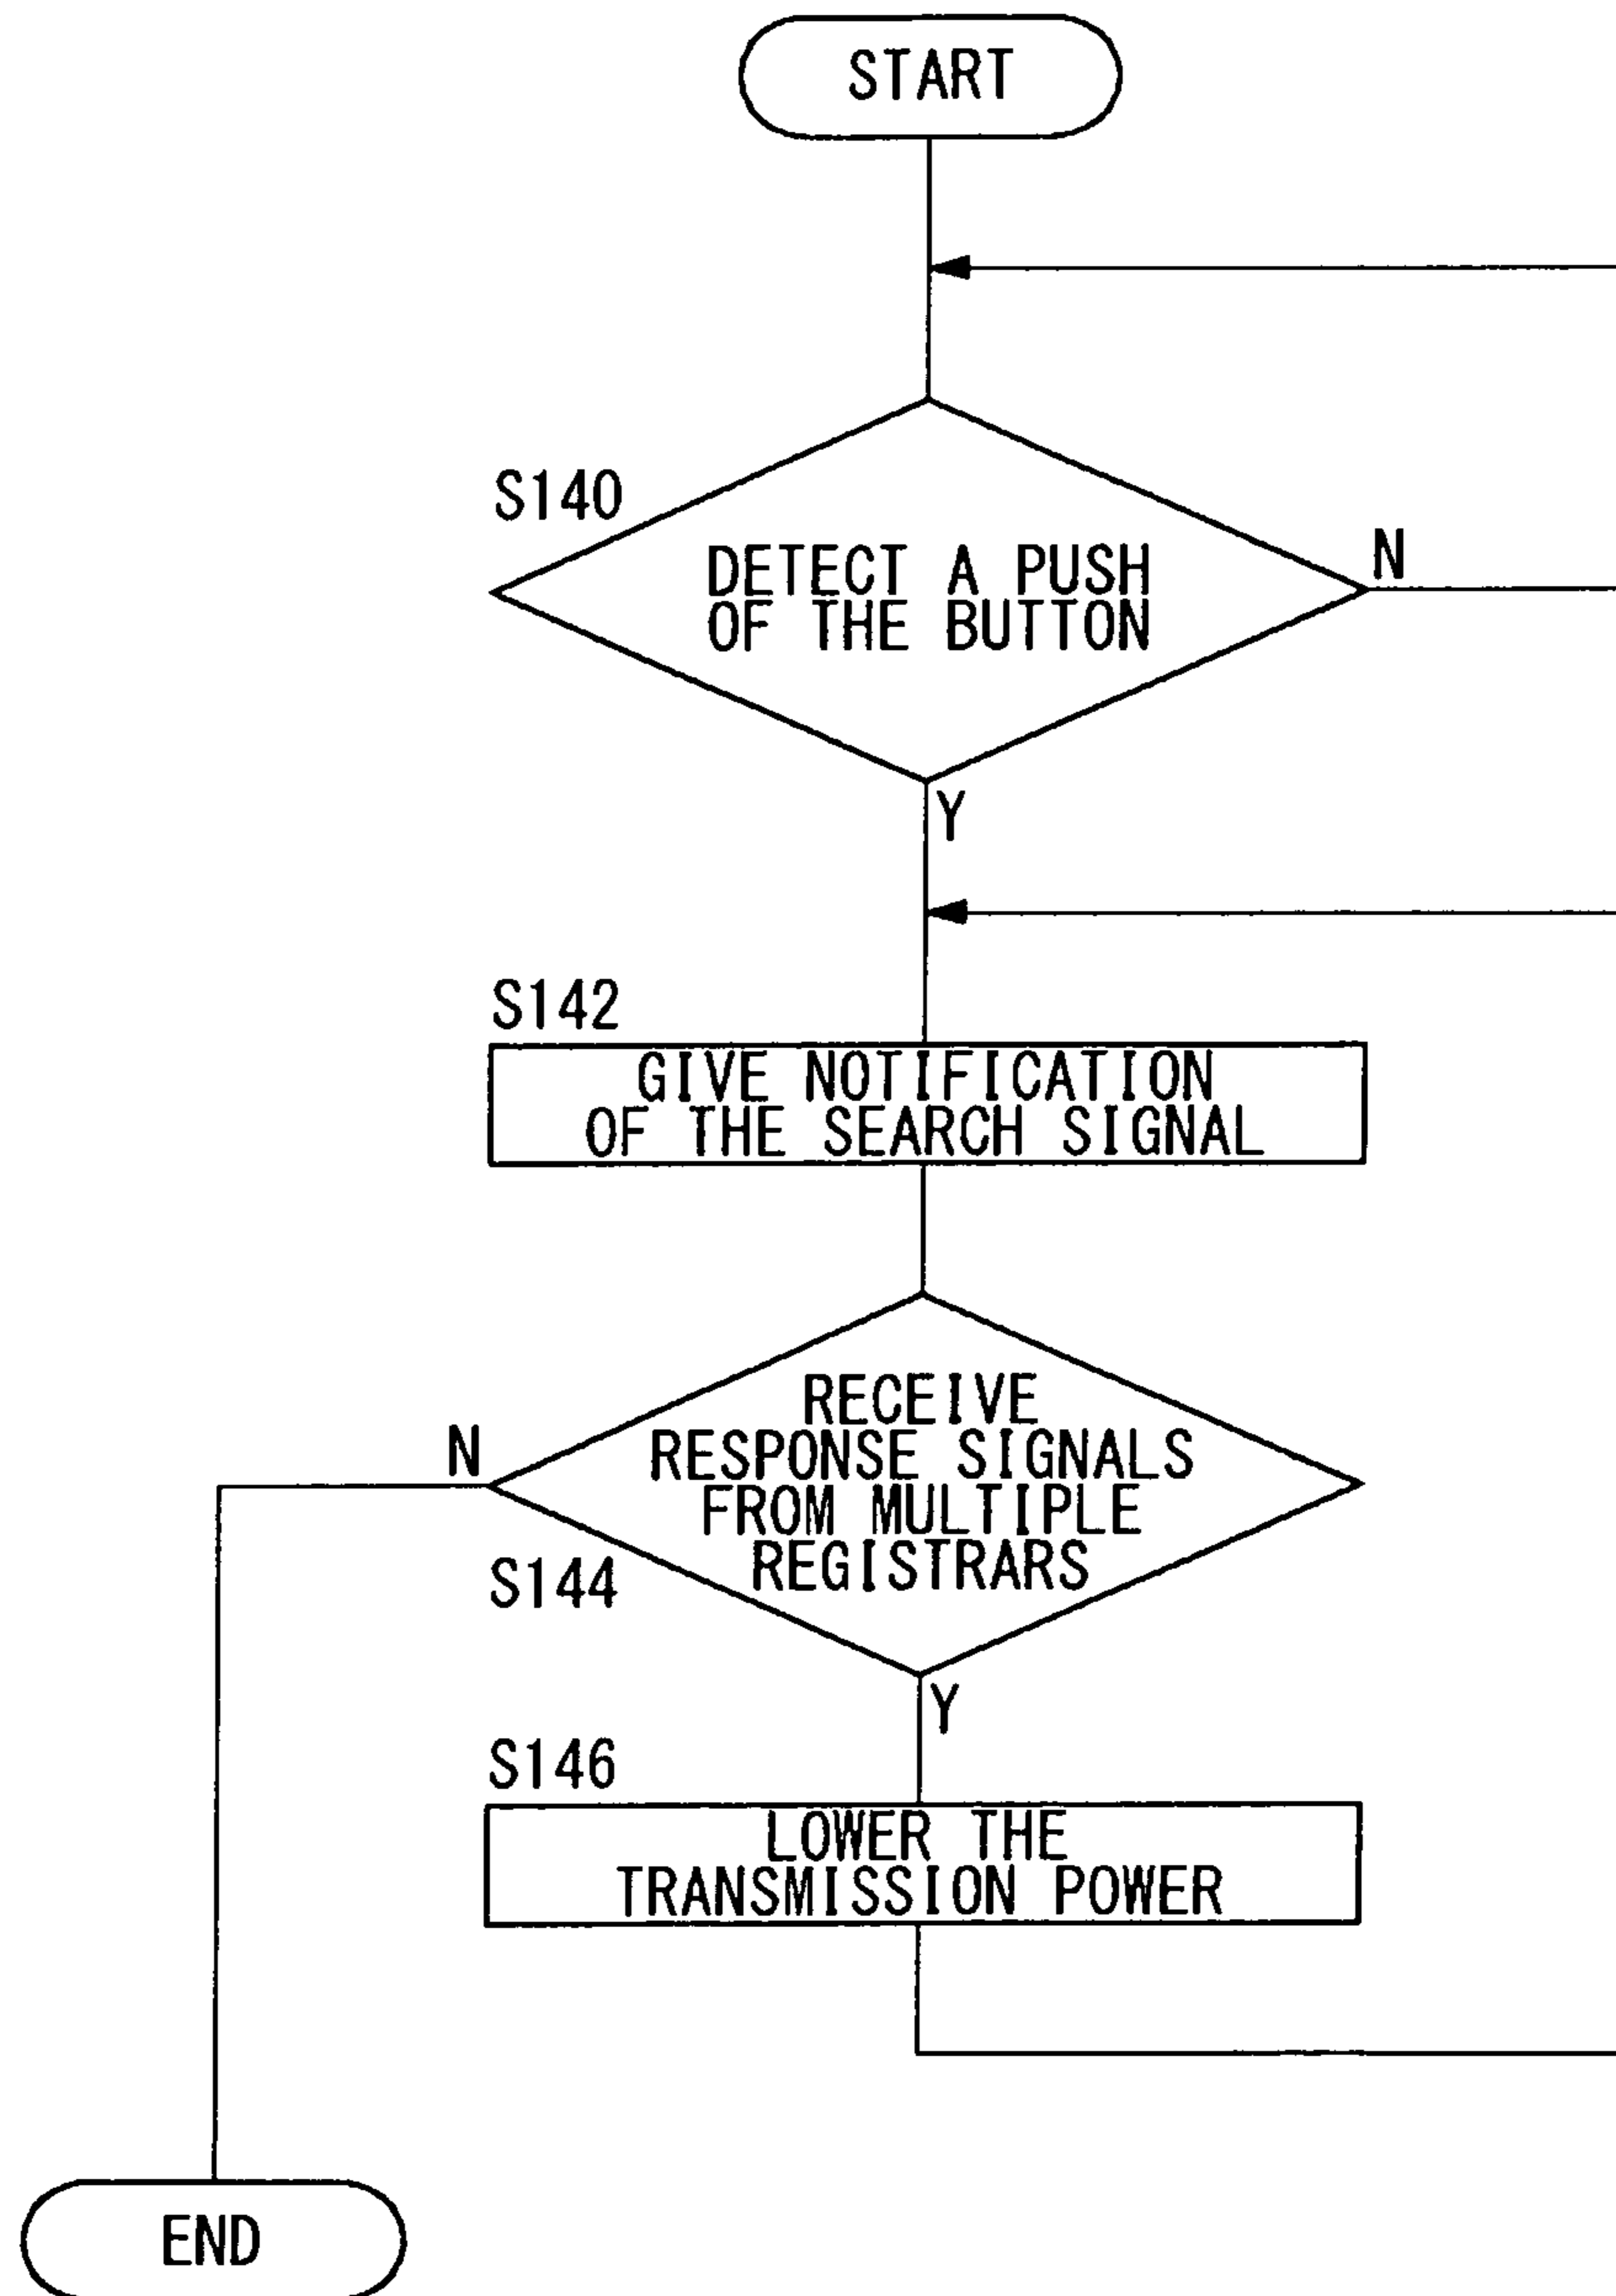 START
S140
DETECT A PUSH
OF THE BUTTON
N
Y
S142
GIVE NOTIFICATION
OF THE SEARCH SIGNAL
RECEIVE
RESPONSE SIGNALS
FROM MULTIPLE
REGISTRARS
N
S144
Y
S146
LOWER THE
TRANSMISSION POWER
END